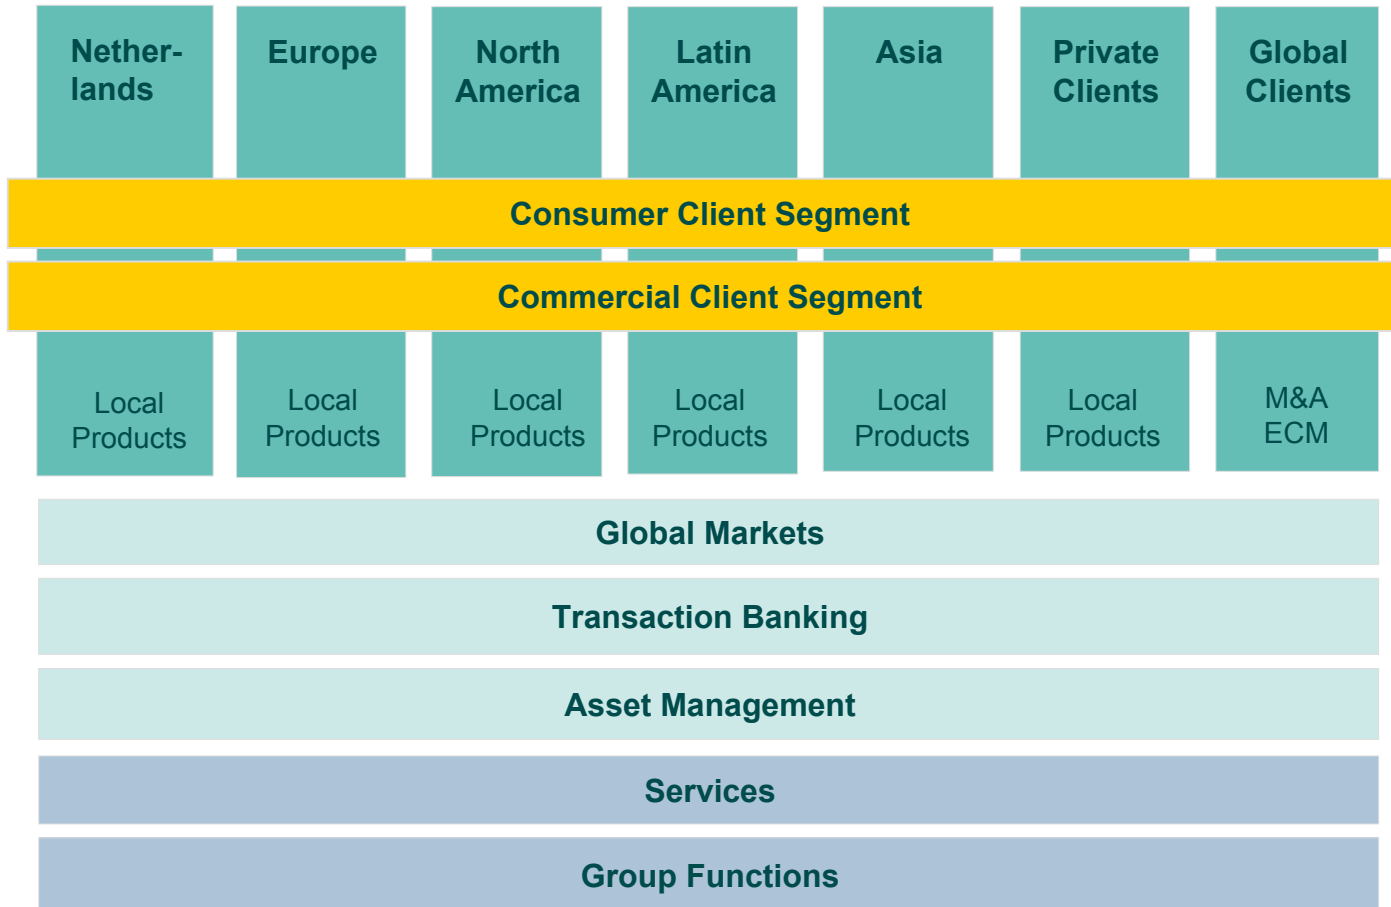 Nether-
lands
Europe
North
America
Latin
America
Asia
Private
Clients
Global
Clients
Consumer Client Segment
Commercial Client Segment
Local
Products
Local
Products
Local
Products
Local
Products
Local
Products
Local
Products
M&A
ECM
Global Markets
Transaction Banking
Asset Management
Services
Group Functions